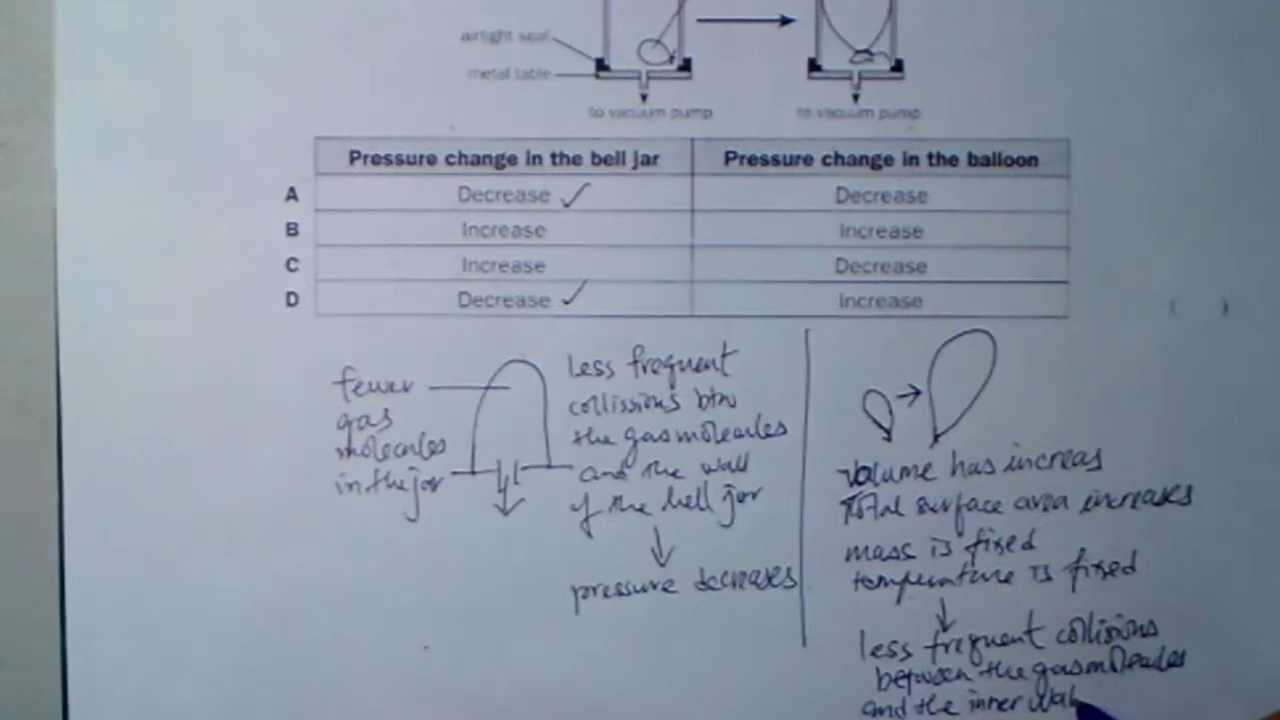 airtight seal
metal table
to vacuum pump
to vacuum pump
Pressure change in the bell jar Pressure change in the balloon
A Decrease ✓ Decrease
B Increase Increase
C Increase Decrease
D Decrease ✓ Increase
( )
fewer
gas
molecules
in the jar
Less frequent
collissions btw
the gas molecules
and the wall
of the bell jar
↓
pressure decreases
volume has increas
Total surface area increases
mass is fixed
temperature is fixed
↓
less frequent collisions
between the gas molecules
and the inner wal